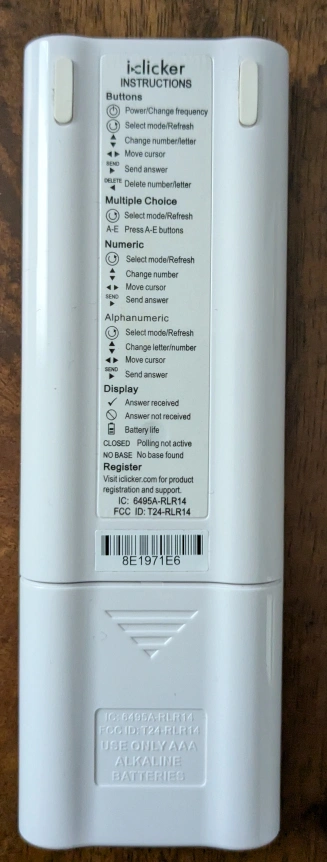 i>clicker
INSTRUCTIONS
Buttons
Power/Change frequency
Select mode/Refresh
Change number/letter
Move cursor
SEND Send answer
DELETE Delete number/letter
Multiple Choice
Select mode/Refresh
A-E Press A-E buttons
Numeric
Select mode/Refresh
Change number
Move cursor
SEND Send answer
Alphanumeric
Select mode/Refresh
Change letter/number
Move cursor
SEND Send answer
Display
Answer received
Answer not received
Battery life
CLOSED Polling not active
NO BASE No base found
Register
Visit iclicker.com for product
registration and support.
IC: 6495A-RLR14
FCC ID: T24-RLR14
8E1971E6
IC: 6495A-RLR14
FCC ID: T24-RLR14
USE ONLY AAA
ALKALINE
BATTERIES